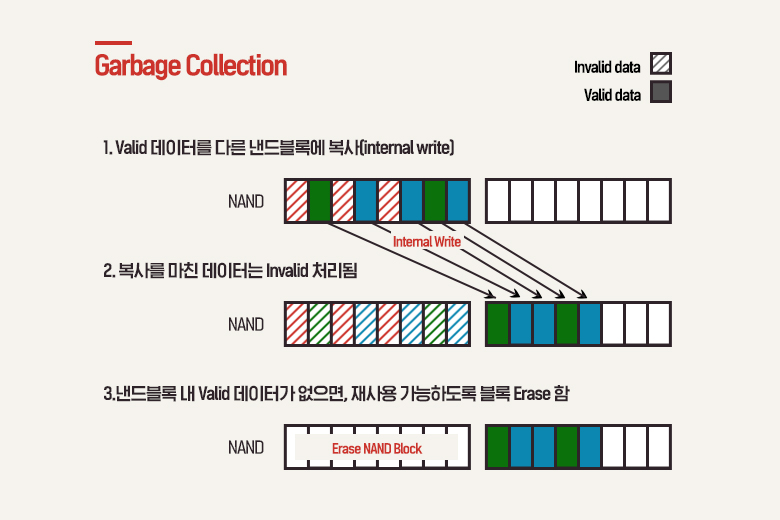 Garbage Collection
Invalid data
Valid data
1. Valid 데이터를 다른 낸드블록에 복사(internal write)
NAND
Internal Write
2. 복사를 마친 데이터는 Invalid 처리됨
NAND
3.낸드블록 내 Valid 데이터가 없으면, 재사용 가능하도록 블록 Erase 함
NAND
Erase NAND Block